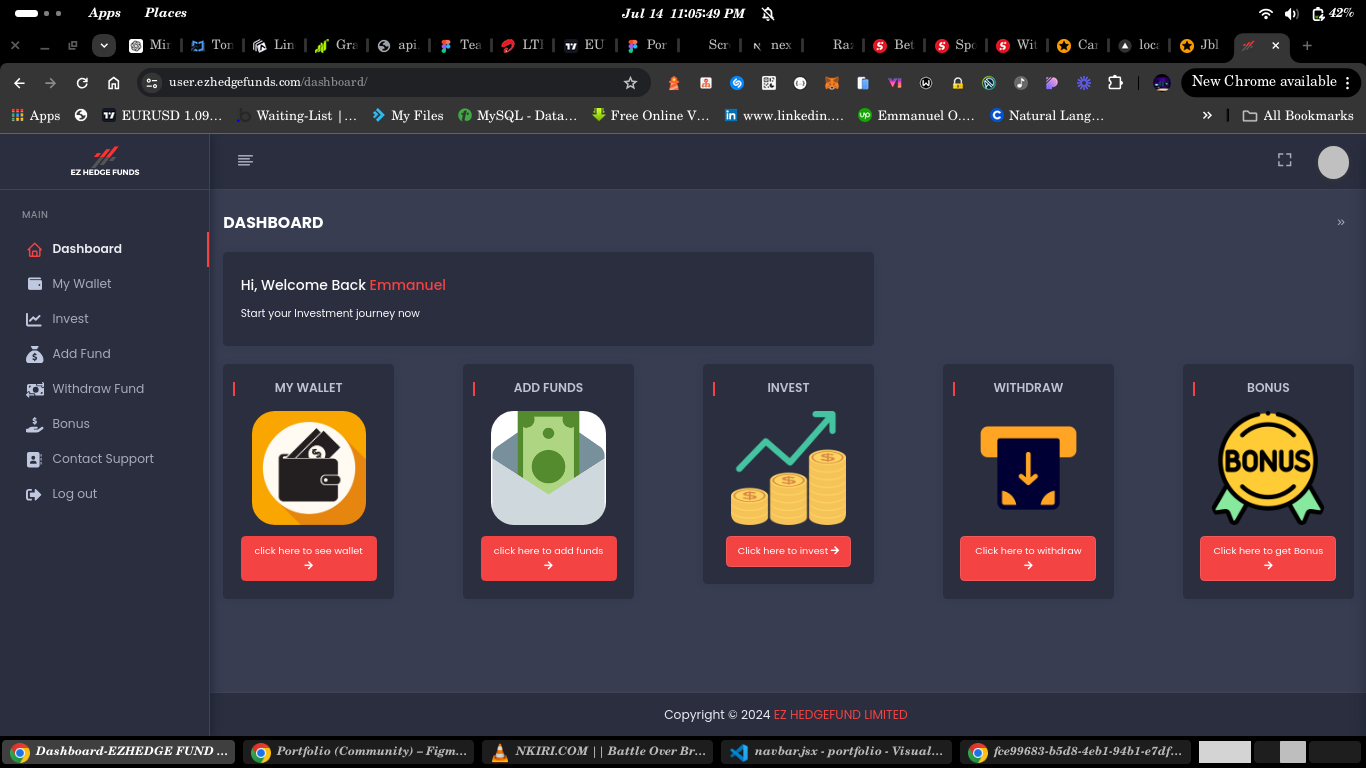 Apps Places Jul 14 11:05:49 PM 42%
Mir Ton Lin Gra api. Tea LTI EU Por Scr nex Raz Bet Spo Wit Car loca Jbl
user.ezhedgefunds.com/dashboard/ New Chrome available
Apps EURUSD 1.09... Waiting-List |... My Files MySQL - Data... Free Online V... www.linkedin.... Emmanuel O.... Natural Lang... » All Bookmarks
EZ HEDGE FUNDS
MAIN
Dashboard
My Wallet
Invest
Add Fund
Withdraw Fund
Bonus
Contact Support
Log out
DASHBOARD »
Hi, Welcome Back Emmanuel
Start your Investment journey now
MY WALLET ADD FUNDS INVEST WITHDRAW BONUS
BONUS
click here to see wallet → click here to add funds → Click here to invest → Click here to withdraw → Click here to get Bonus →
Copyright © 2024 EZ HEDGEFUND LIMITED
Dashboard-EZHEDGE FUND ... Portfolio (Community) – Figm... NKIRI.COM || Battle Over Br... navbar.jsx - portfolio - Visual... fce99683-b5d8-4eb1-94b1-e7df...